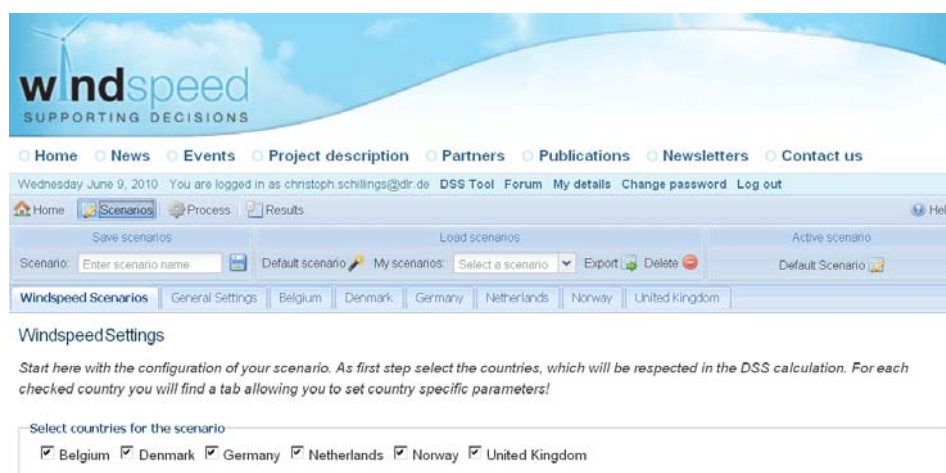 windspeed
SUPPORTING DECISIONS
Home News Events Project description Partners Publications Newsletters Contact us
Wednesday June 9, 2010 You are logged in as christoph.schillings@dlr.de DSS Tool Forum My details Change password Log out
Home Scenarios Process Results Hel
Save scenarios Load scenarios Active scenario
Scenario: Enter scenario name Default scenario My scenarios: Select a scenario Export Delete Default Scenario
Windspeed Scenarios General Settings Belgium Denmark Germany Netherlands Norway United Kingdom
Windspeed Settings
Start here with the configuration of your scenario. As first step select the countries, which will be respected in the DSS calculation. For each
checked country you will find a tab allowing you to set country specific parameters!
Select countries for the scenario
Belgium Denmark Germany Netherlands Norway United Kingdom